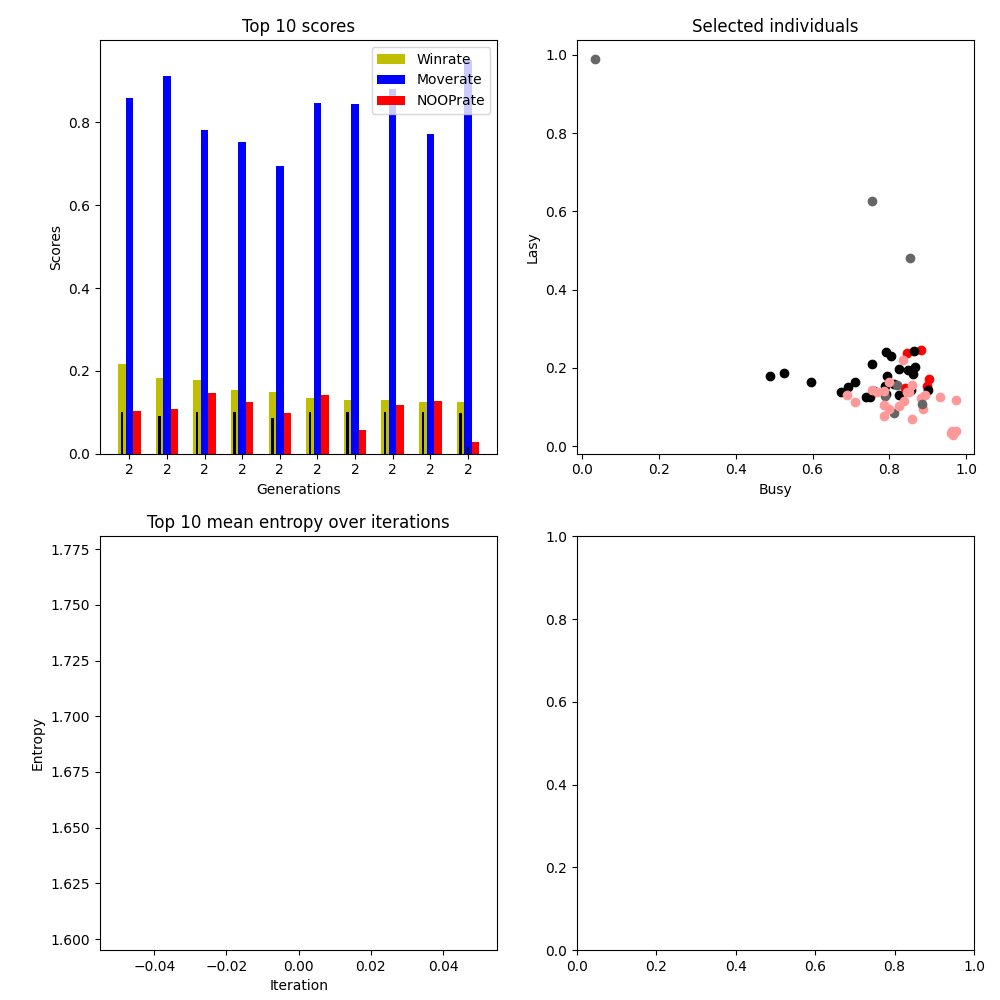 Top 10 scores
Winrate
Moverate
NOOPrate
0.8
0.6
0.4
0.2
0.0
Scores
2 2 2 2 2 2 2 2 2 2
Generations
Selected individuals
1.0
0.8
0.6
0.4
0.2
0.0
Lasy
0.0 0.2 0.4 0.6 0.8 1.0
Busy
Top 10 mean entropy over iterations
1.775
1.750
1.725
1.700
1.675
1.650
1.625
1.600
Entropy
−0.04 −0.02 0.00 0.02 0.04
Iteration
1.0
0.8
0.6
0.4
0.2
0.0
0.0 0.2 0.4 0.6 0.8 1.0